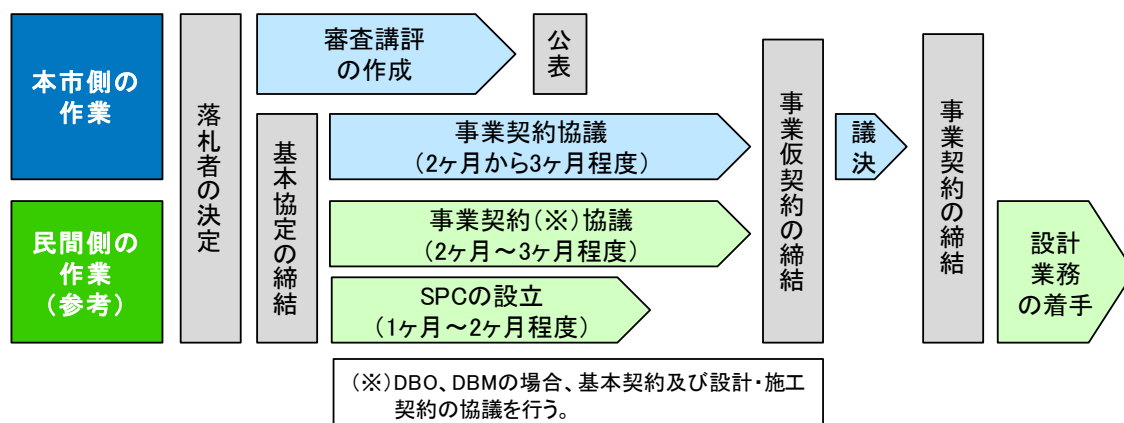 本市側の
作業
落札者の決定
審査講評
の作成
公表
基本協定の締結
事業契約協議
（2ヶ月から3ヶ月程度）
事業仮契約の締結
議決
事業契約の締結
民間側の
作業
（参考）
事業契約（※）協議
（2ヶ月～3ヶ月程度）
SPCの設立
（1ヶ月～2ヶ月程度）
設計
業務
の着手
（※）DBO、DBMの場合、基本契約及び設計・施工
契約の協議を行う。